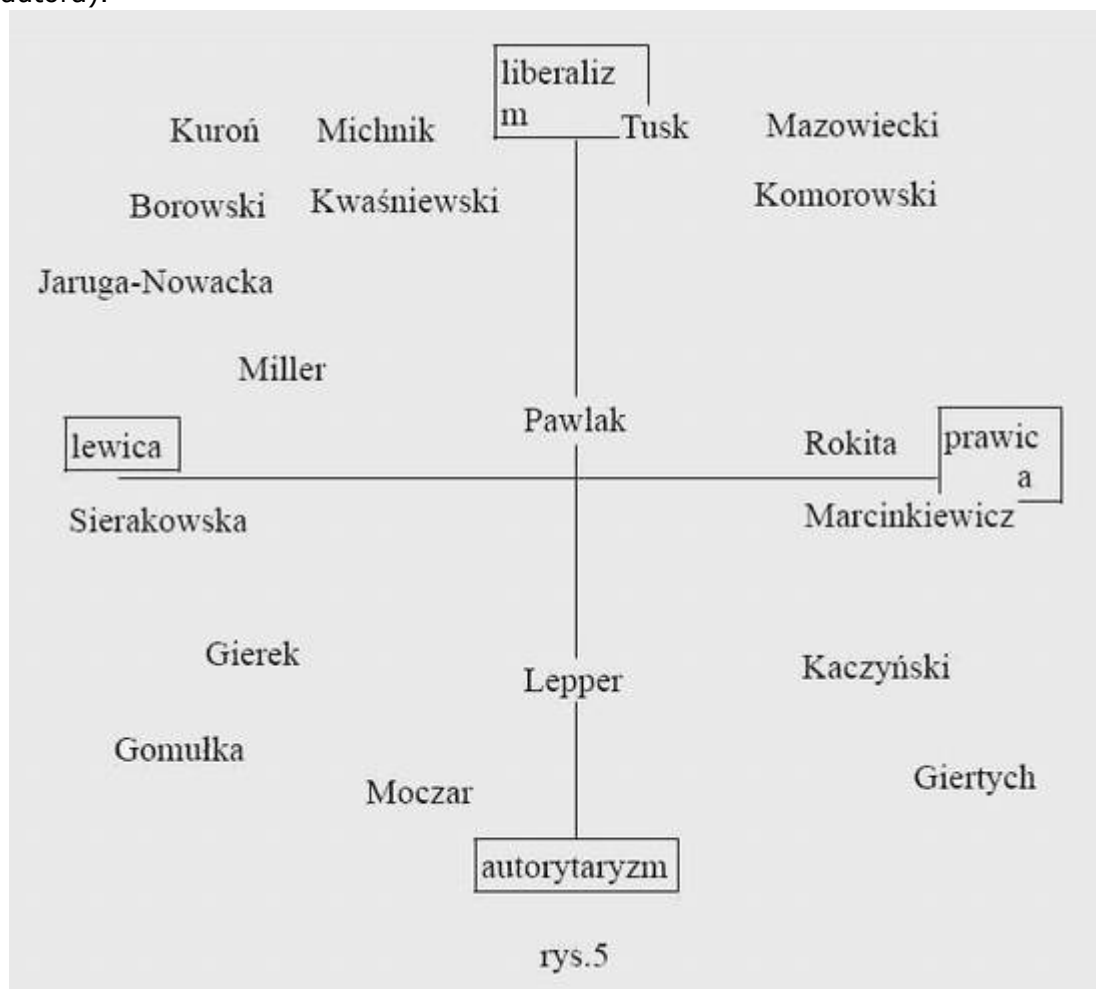 autora).
liberaliz
m
Kuroń Michnik Tusk Mazowiecki
Borowski Kwaśniewski Komorowski
Jaruga-Nowacka
Miller
Pawlak
lewica Rokita prawic
a
Sierakowska Marcinkiewicz
Gierek Lepper Kaczyński
Gomułka Moczar Giertych
autorytaryzm
rys.5